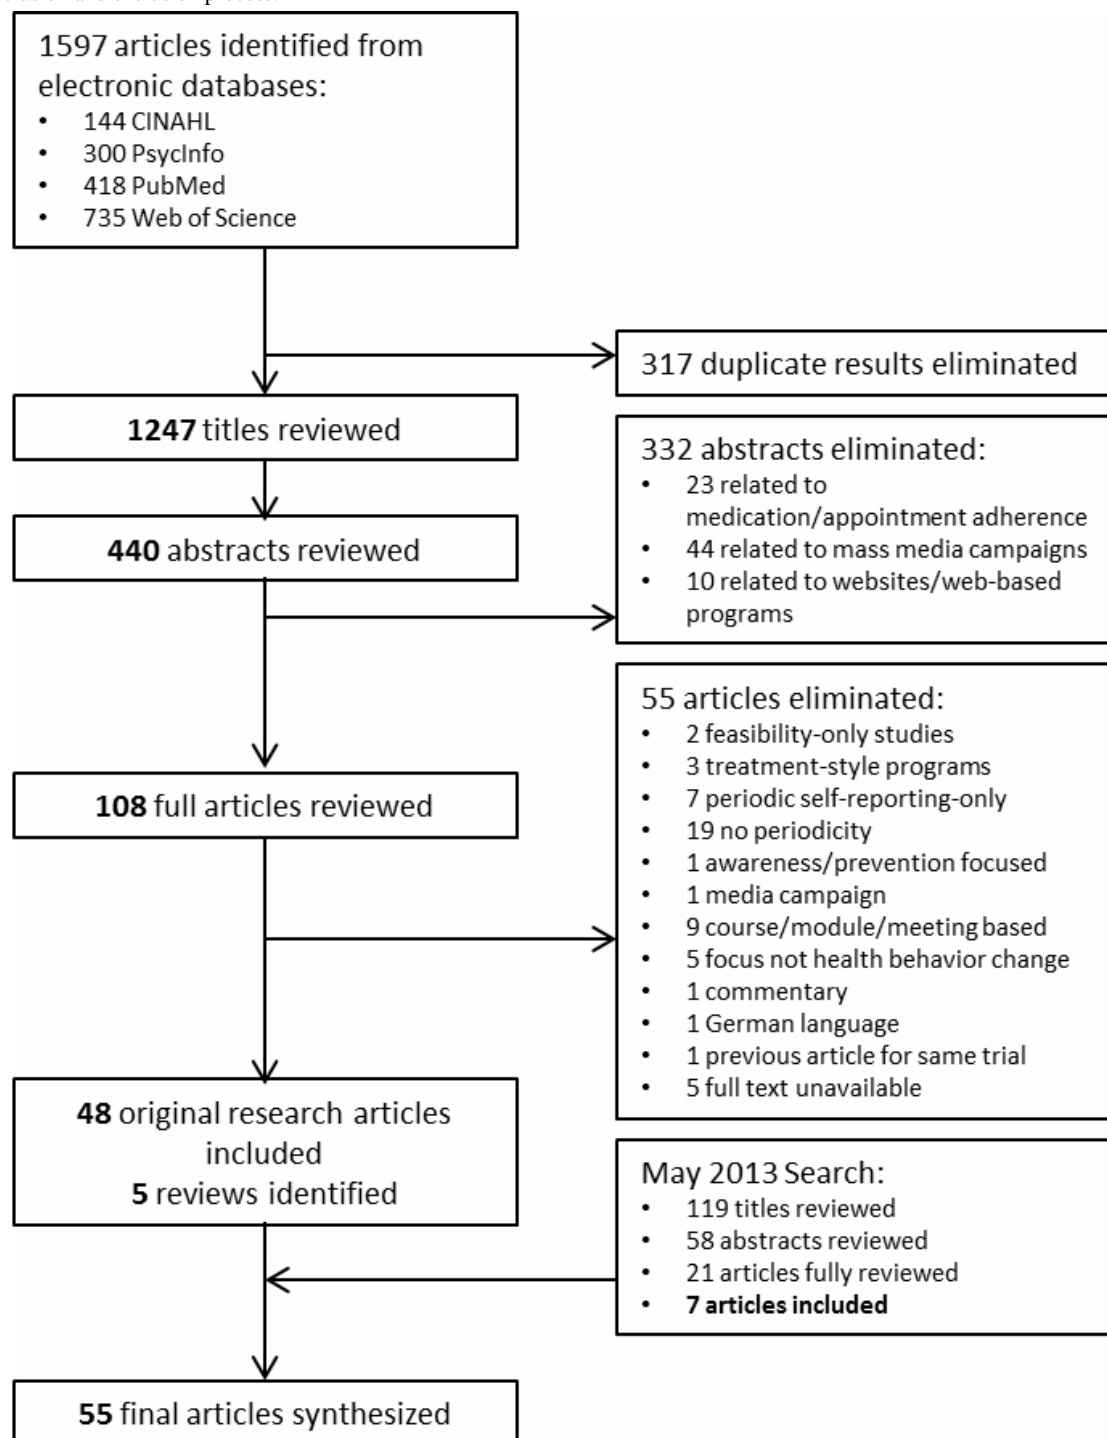 1597 articles identified from
electronic databases:
• 144 CINAHL
• 300 PsycInfo
• 418 PubMed
• 735 Web of Science
317 duplicate results eliminated
1247 titles reviewed
332 abstracts eliminated:
• 23 related to
medication/appointment adherence
• 44 related to mass media campaigns
• 10 related to websites/web-based
programs
440 abstracts reviewed
55 articles eliminated:
• 2 feasibility-only studies
• 3 treatment-style programs
• 7 periodic self-reporting-only
• 19 no periodicity
• 1 awareness/prevention focused
• 1 media campaign
• 9 course/module/meeting based
• 5 focus not health behavior change
• 1 commentary
• 1 German language
• 1 previous article for same trial
• 5 full text unavailable
108 full articles reviewed
48 original research articles
included
5 reviews identified
May 2013 Search:
• 119 titles reviewed
• 58 abstracts reviewed
• 21 articles fully reviewed
• 7 articles included
55 final articles synthesized